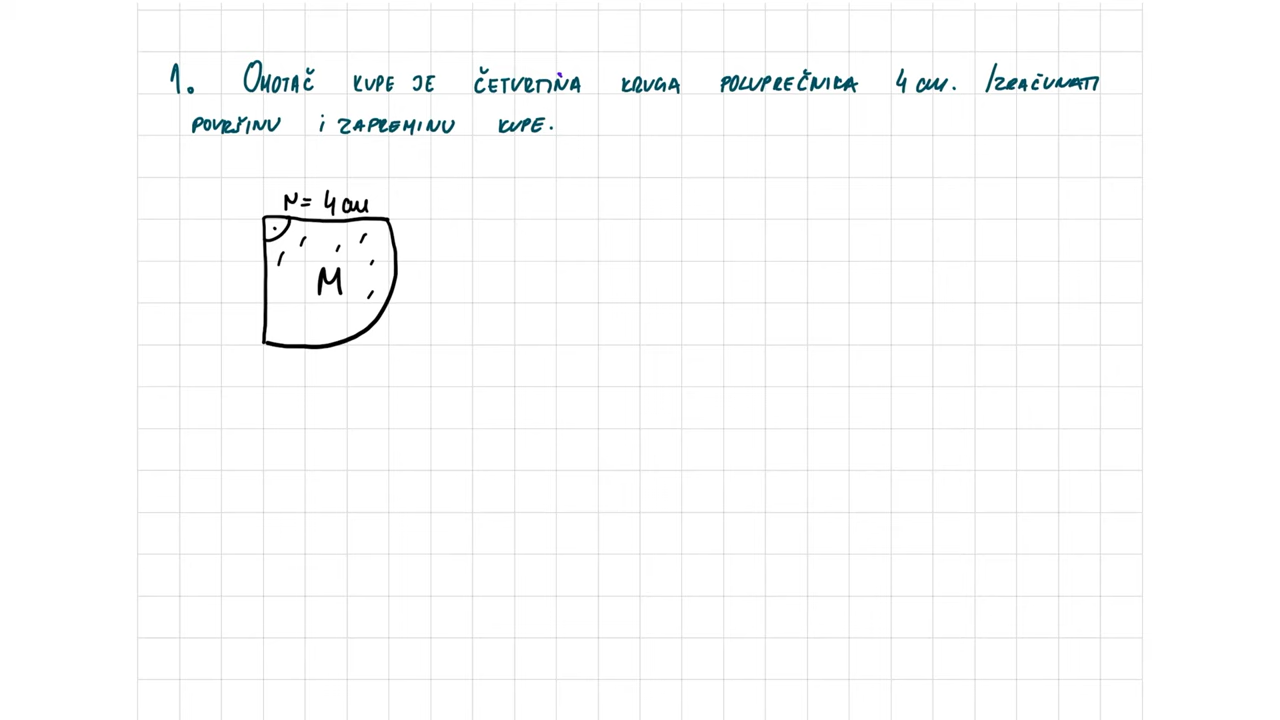 1. OMOTAČ KUPE JE ČETVRTINA KRUGA POLUPREČNIKA 4 cm. IZRAČUNATI
POVRŠINU i ZAPREMINU KUPE.
r = 4 cm
M